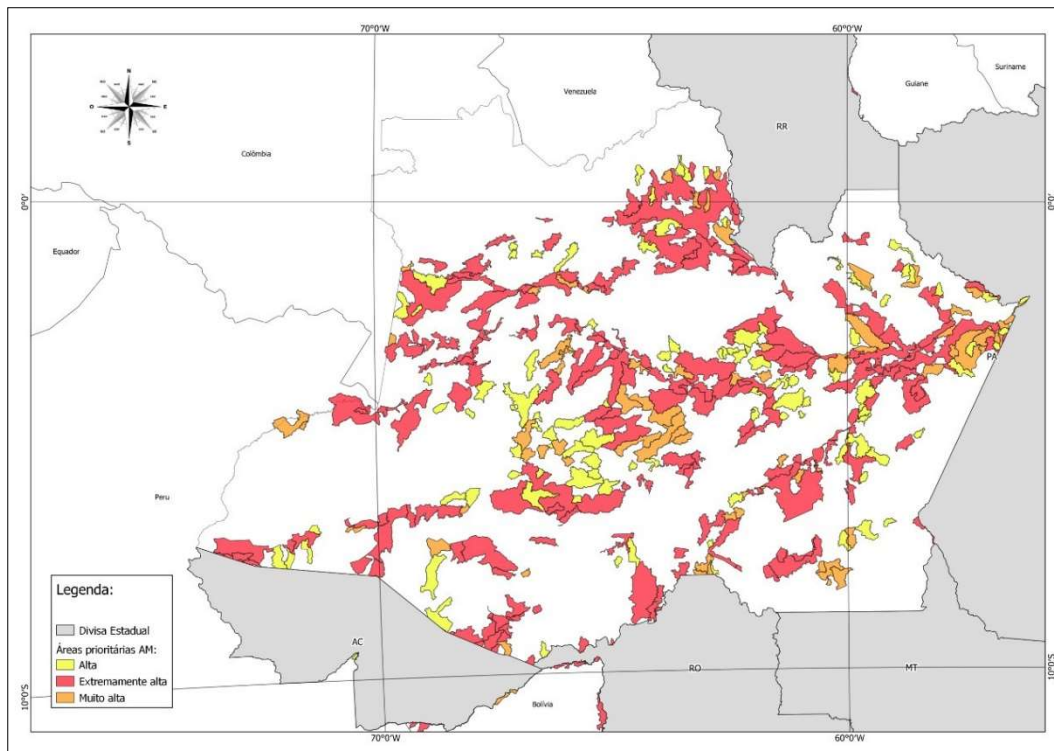 70°0'W
60°0'W
Suriname
Guiane
Venezuela
RR
N
O
E
S
Colômbia
0°0'
0°0'
Equador
PA
Peru
Legenda:
Divisa Estadual
Áreas prioritárias AM:
Alta
Extremamente alta
Muito alta
AC
RO
MT
10°0'S
10°0'S
Bolívia
70°0'W
60°0'W